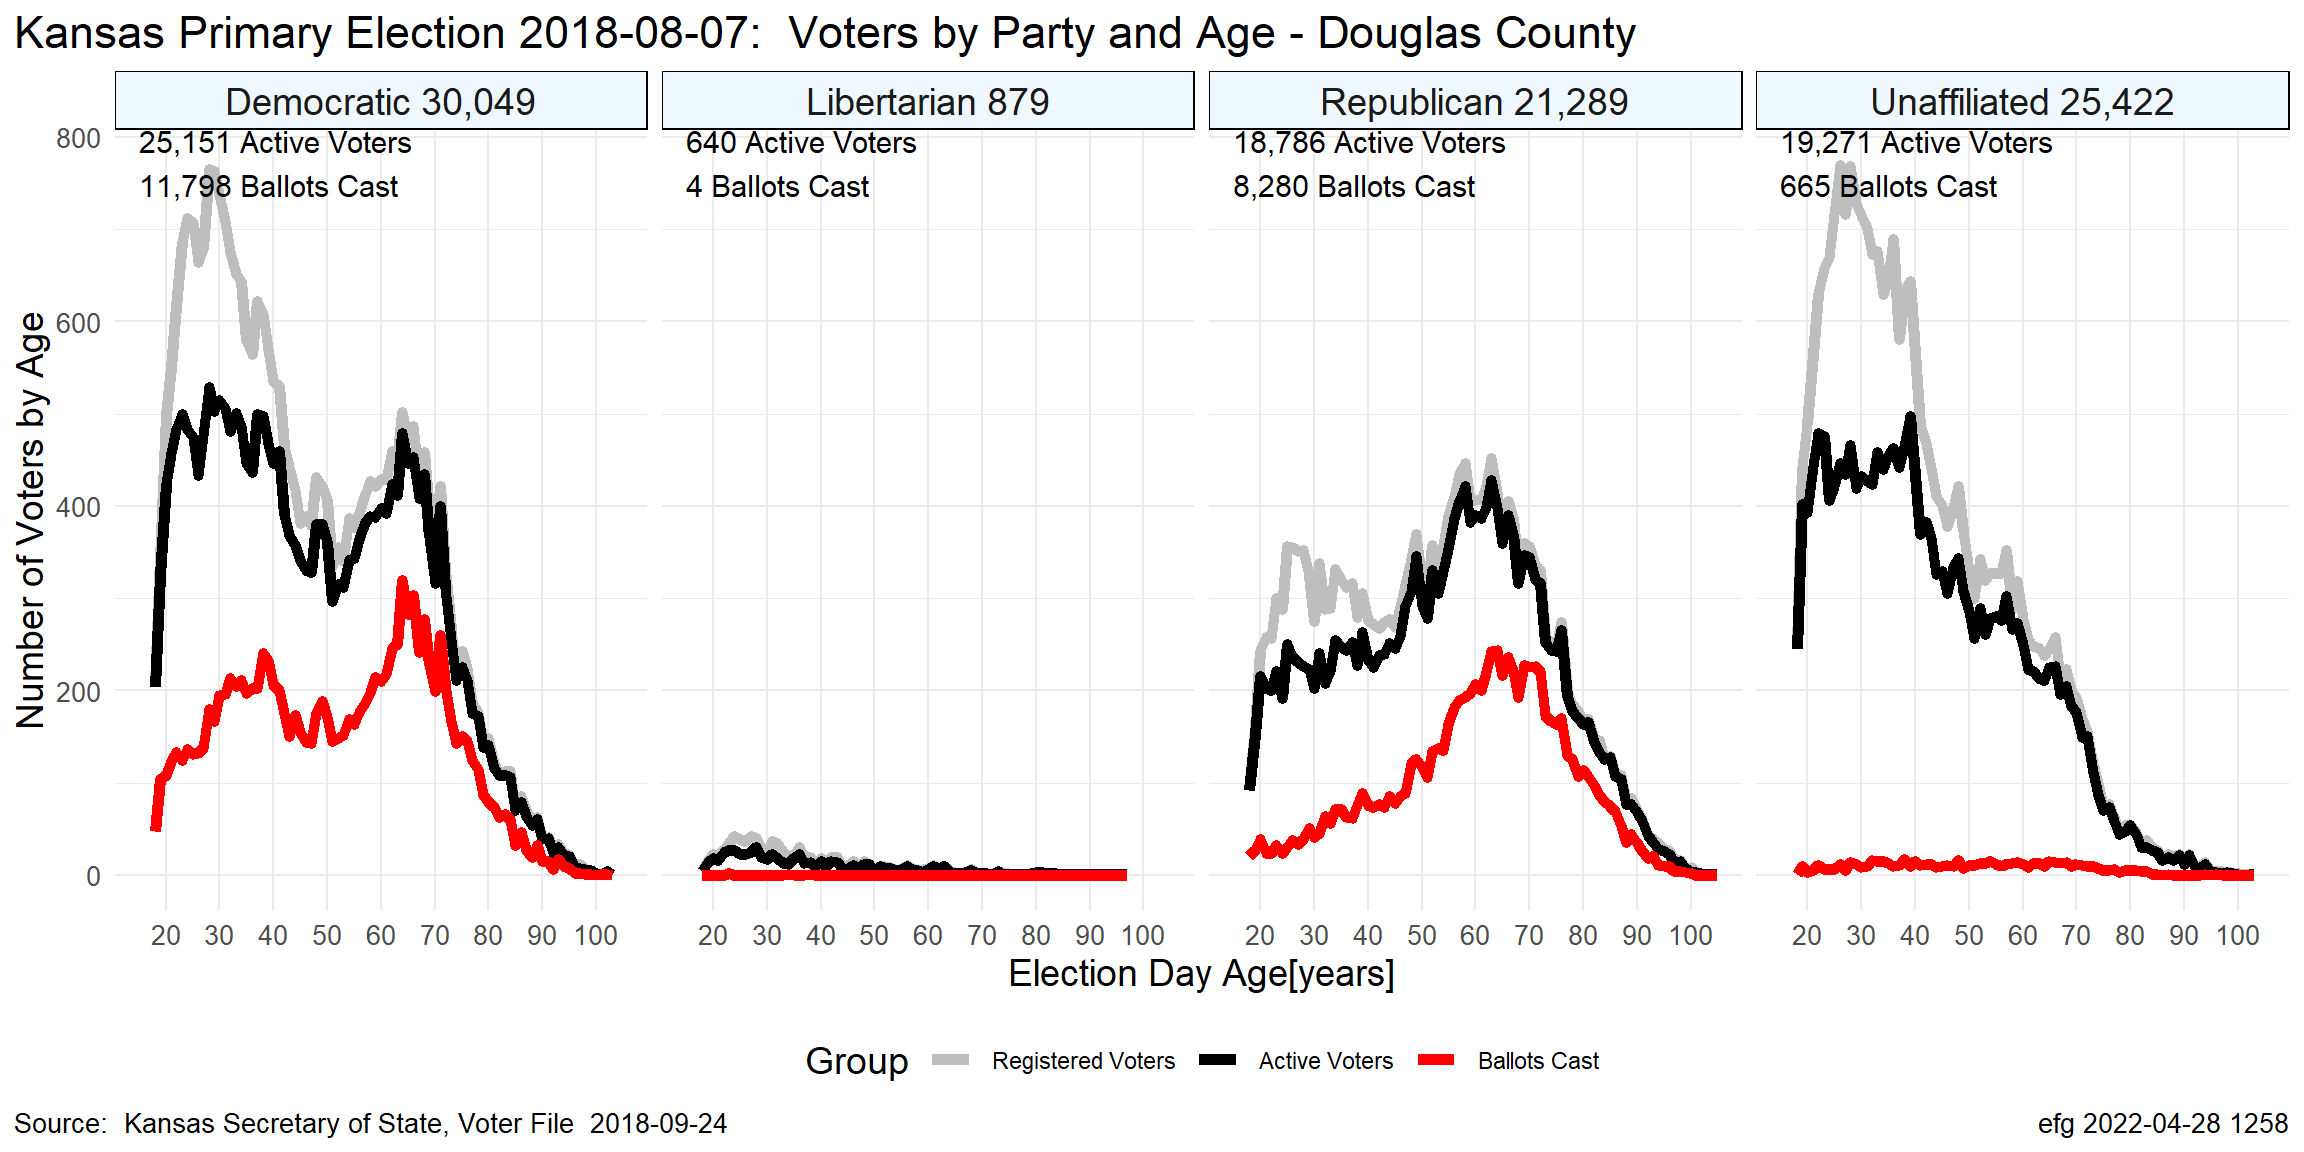 Kansas Primary Election 2018-08-07:  Voters by Party and Age - Douglas County
Democratic 30,049
Libertarian 879
Republican 21,289
Unaffiliated 25,422
25,151 Active Voters
11,798 Ballots Cast
640 Active Voters
4 Ballots Cast
18,786 Active Voters
8,280 Ballots Cast
19,271 Active Voters
665 Ballots Cast
Number of Voters by Age
800
600
400
200
0
20 30 40 50 60 70 80 90 100
20 30 40 50 60 70 80 90 100
20 30 40 50 60 70 80 90 100
20 30 40 50 60 70 80 90 100
Election Day Age[years]
Group Registered Voters Active Voters Ballots Cast
Source:  Kansas Secretary of State, Voter File  2018-09-24
efg 2022-04-28 1258